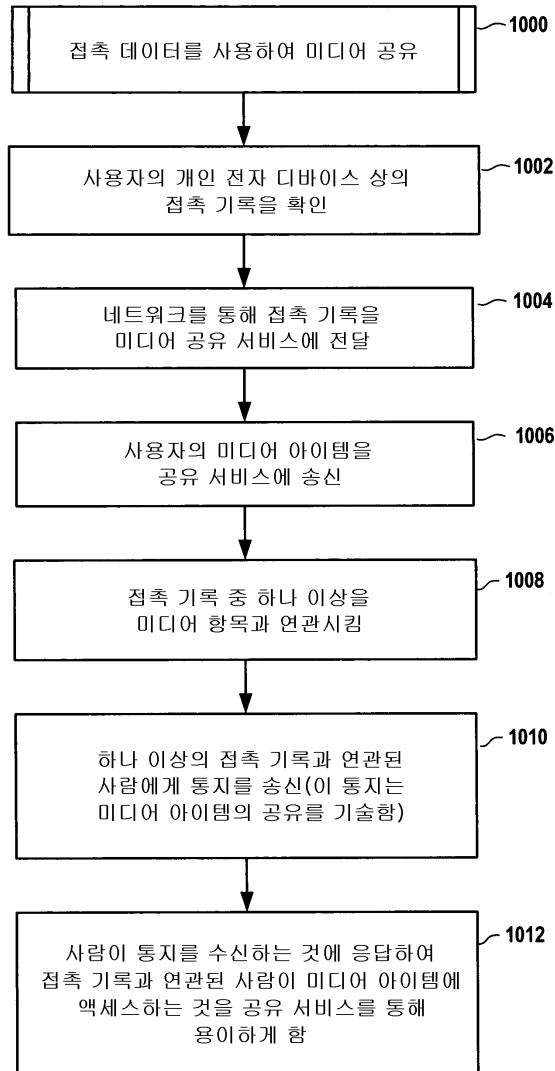 접촉 데이터를 사용하여 미디어 공유
1000
사용자의 개인 전자 디바이스 상의
접촉 기록을 확인
1002
네트워크를 통해 접촉 기록을
미디어 공유 서비스에 전달
1004
사용자의 미디어 아이템을
공유 서비스에 송신
1006
접촉 기록 중 하나 이상을
미디어 항목과 연관시킴
1008
하나 이상의 접촉 기록과 연관된
사람에게 통지를 송신(이 통지는
미디어 아이템의 공유를 기술함)
1010
사람이 통지를 수신하는 것에 응답하여
접촉 기록과 연관된 사람이 미디어 아이템에
액세스하는 것을 공유 서비스를 통해
용이하게 함
1012